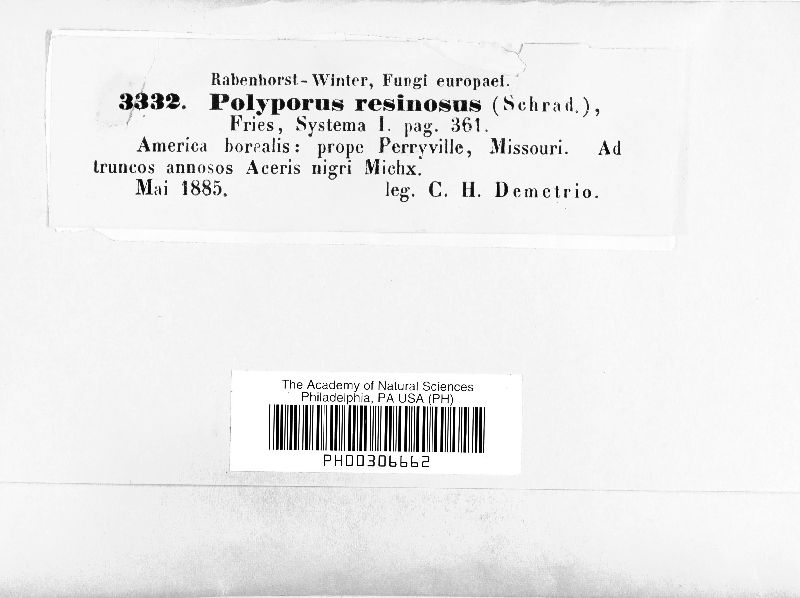 Rabenhorst-Winter, Fungi europaei.
3332. Polyporus resinosus (Schrad.),
Fries, Systema I. pag. 361.
America borealis: prope Perryville, Missouri. Ad
truncos annosos Aceris nigri Michx.
Mai 1885. leg. C. H. Demetrio.
The Academy of Natural Sciences
Philadelphia, PA USA (PH)
PH00306662